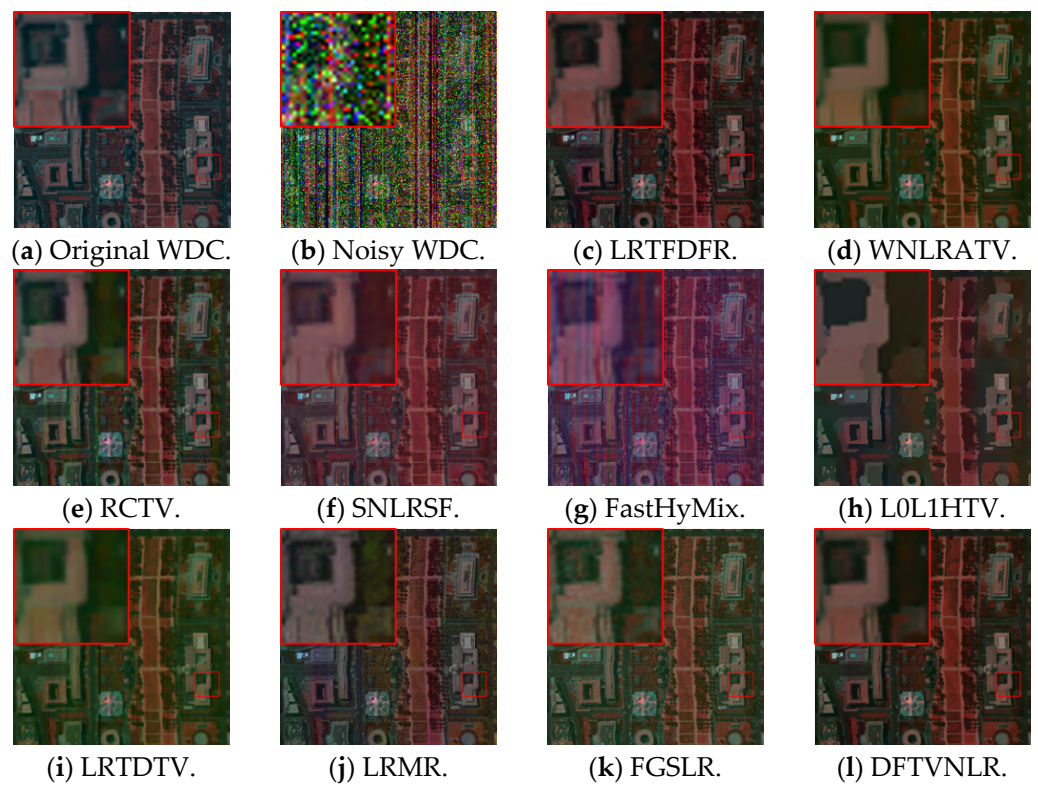 (a) Original WDC.
(b) Noisy WDC.
(c) LRTFDFR.
(d) WNLRATV.
(e) RCTV.
(f) SNLRSF.
(g) FastHyMix.
(h) L0L1HTV.
(i) LRTDTV.
(j) LRMR.
(k) FGSLR.
(l) DFTVNLR.